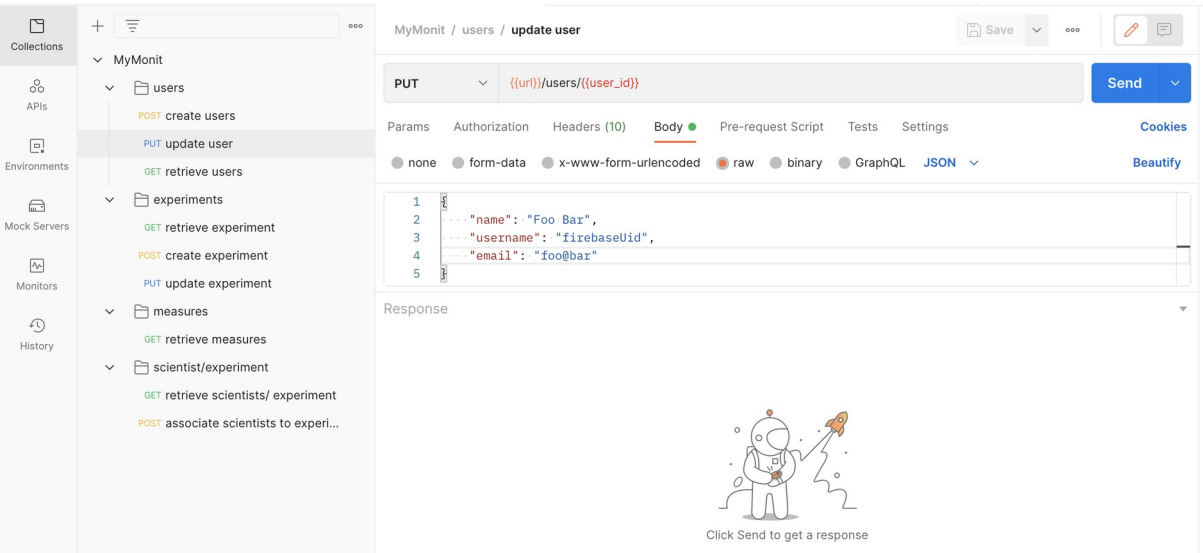 Collections
APIs
Environments
Mock Servers
Monitors
History
MyMonit
users
POST create users
PUT update user
GET retrieve users
experiments
GET retrieve experiment
POST create experiment
PUT update experiment
measures
GET retrieve measures
scientist/experiment
GET retrieve scientists/ experiment
POST associate scientists to experi...
MyMonit / users / update user
Save
PUT {{url}}/users/{{user_id}} Send
Params Authorization Headers (10) Body Pre-request Script Tests Settings Cookies
none form-data x-www-form-urlencoded raw binary GraphQL JSON Beautify
1 {
2 ····"name":·"Foo·Bar",
3 ····"username":·"firebaseUid",
4 ····"email":·"foo@bar"
5 }
Response
Click Send to get a response